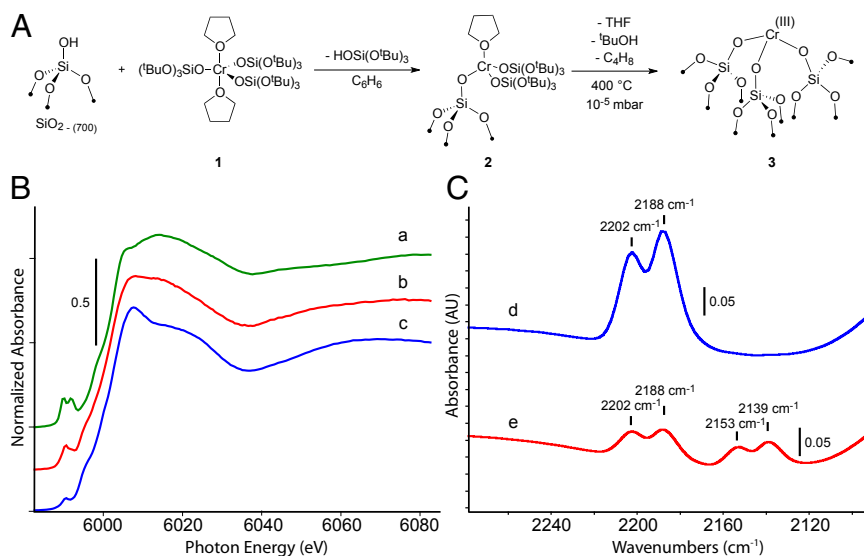 A
OH
Si
O
O
O
SiO2 - (700)
+
O
(tBuO)3SiO
Cr
OSi(OtBu)3
OSi(OtBu)3
O
1
- HOSi(OtBu)3
C6H6
O
Cr
O
OSi(OtBu)3
OSi(OtBu)3
Si
O
O
O
2
- THF
- tBuOH
- C4H8
400 °C
10-5 mbar
(III)
Cr
O
O
O
Si
Si
Si
O
O
O
O
O
O
O
O
O
3
B
a
b
c
0.5
Normalized Absorbance
6000
6020
6040
6060
6080
Photon Energy (eV)
C
2188 cm-1
2202 cm-1
d
0.05
2188 cm-1
2202 cm-1
2139 cm-1
2153 cm-1
e
0.05
Absorbance (AU)
2240
2200
2160
2120
Wavenumbers (cm-1)